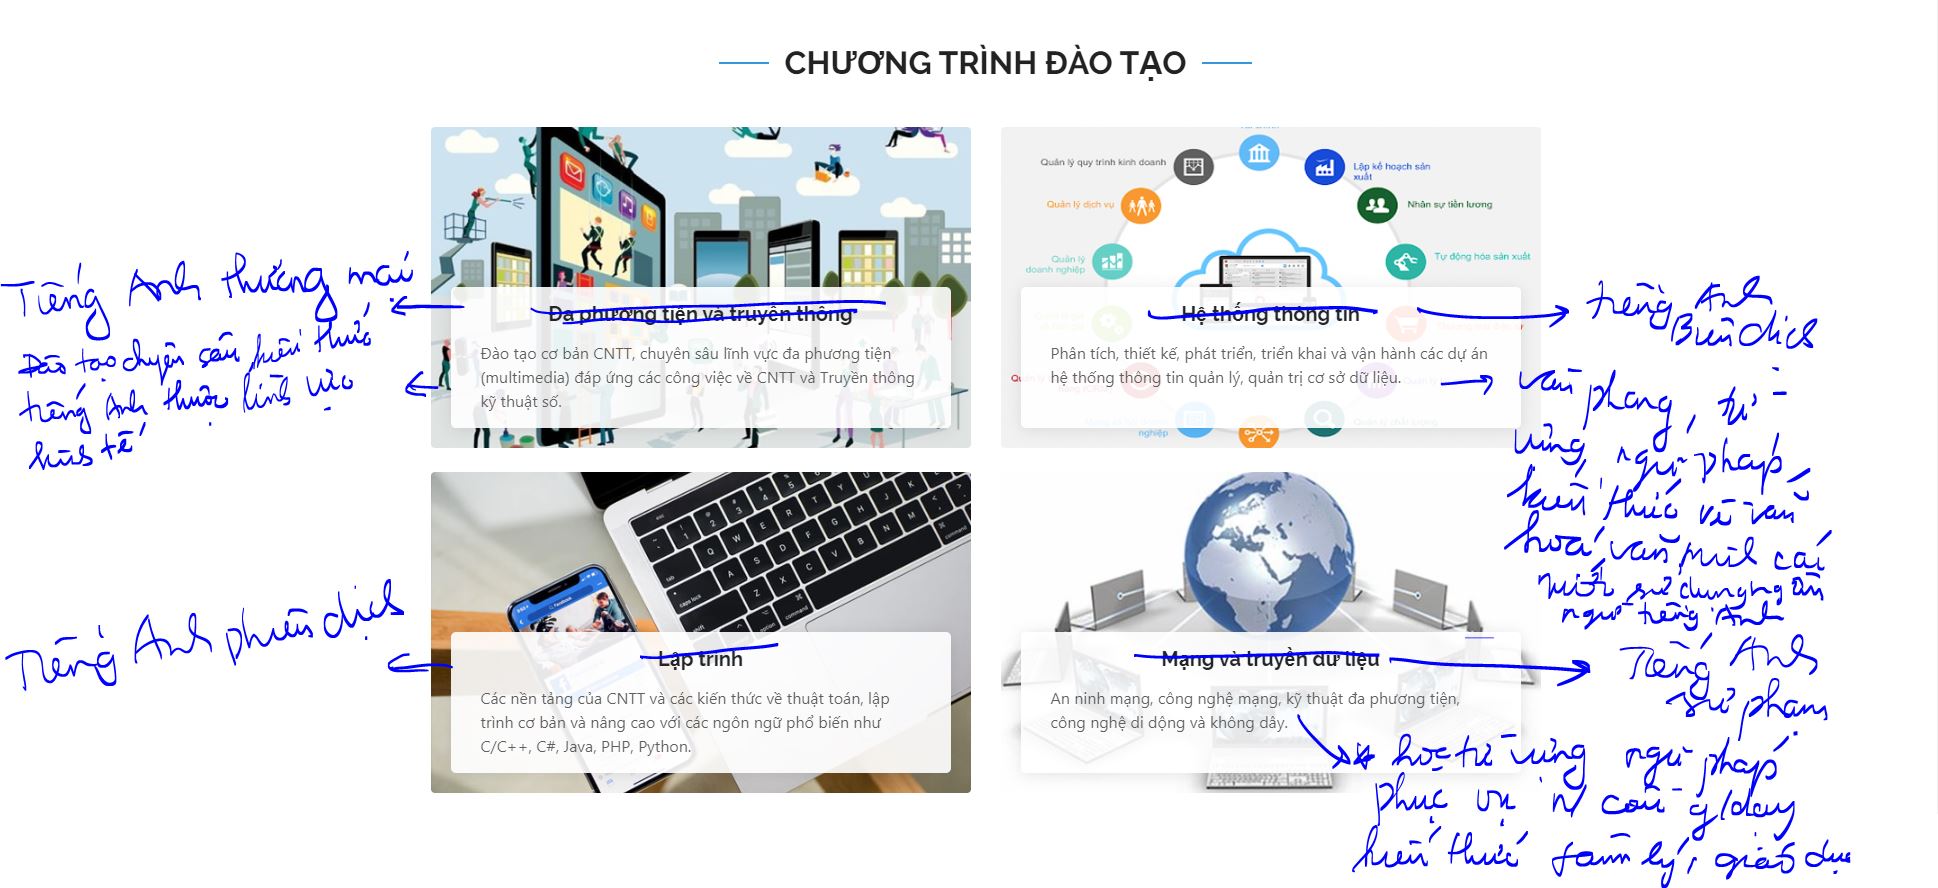 CHƯƠNG TRÌNH ĐÀO TẠO
Quản lý quy trình kinh doanh
Lập kế hoạch sản
xuất
Quản lý dịch vụ
Nhân sự tiền lương
Quản lý
doanh nghiệp
Tự động hóa sản xuất
Tiếng Anh thương mại
Đa phương tiện và truyền thông
Đào tạo cơ bản CNTT, chuyên sâu lĩnh vực đa phương tiện
(multimedia) đáp ứng các công việc về CNTT và Truyền thông
kỹ thuật số.
Đào tạo chuyên sâu kiến thức
tiếng Anh thuộc lĩnh vực
kinh tế
Hệ thống thông tin
Phân tích, thiết kế, phát triển, triển khai và vận hành các dự án
hệ thống thông tin quản lý, quản trị cơ sở dữ liệu.
nghiệp
tiếng Anh
Biên dịch
văn phong, từ
vựng, ngữ pháp
kiến thức về văn
hoá văn minh các
nước sử dụng ngôn
ngữ tiếng Anh
Tiếng Anh phiên dịch
Facebook
Lập trình
Các nền tảng của CNTT và các kiến thức về thuật toán, lập
trình cơ bản và nâng cao với các ngôn ngữ phổ biến như
C/C++, C#, Java, PHP, Python.
Mạng và truyền dữ liệu
An ninh mạng, công nghệ mạng, kỹ thuật đa phương tiện,
công nghệ di dộng và không dây.
Tiếng Anh
sư phạm
học từ vựng ngữ pháp
phục vụ n/ cứu g/dạy
kiến thức tâm lý, giáo dục